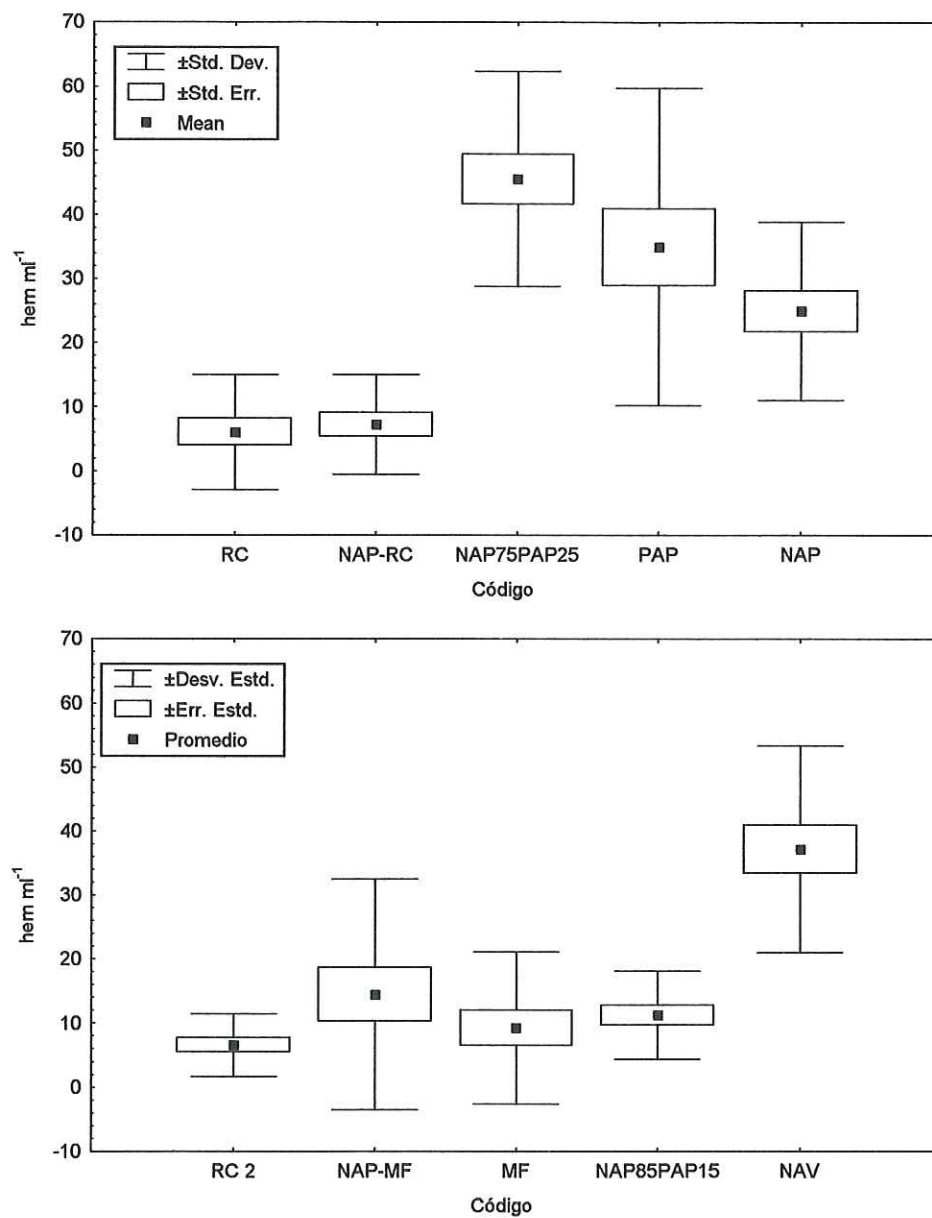 70
60
50
40
30
20
10
0
-10
±Std. Dev.
±Std. Err.
Mean
hem ml⁻¹
RC NAP-RC NAP75PAP25 PAP NAP
Código
70
60
50
40
30
20
10
0
-10
±Desv. Estd.
±Err. Estd.
Promedio
hem ml⁻¹
RC 2 NAP-MF MF NAP85PAP15 NAV
Código